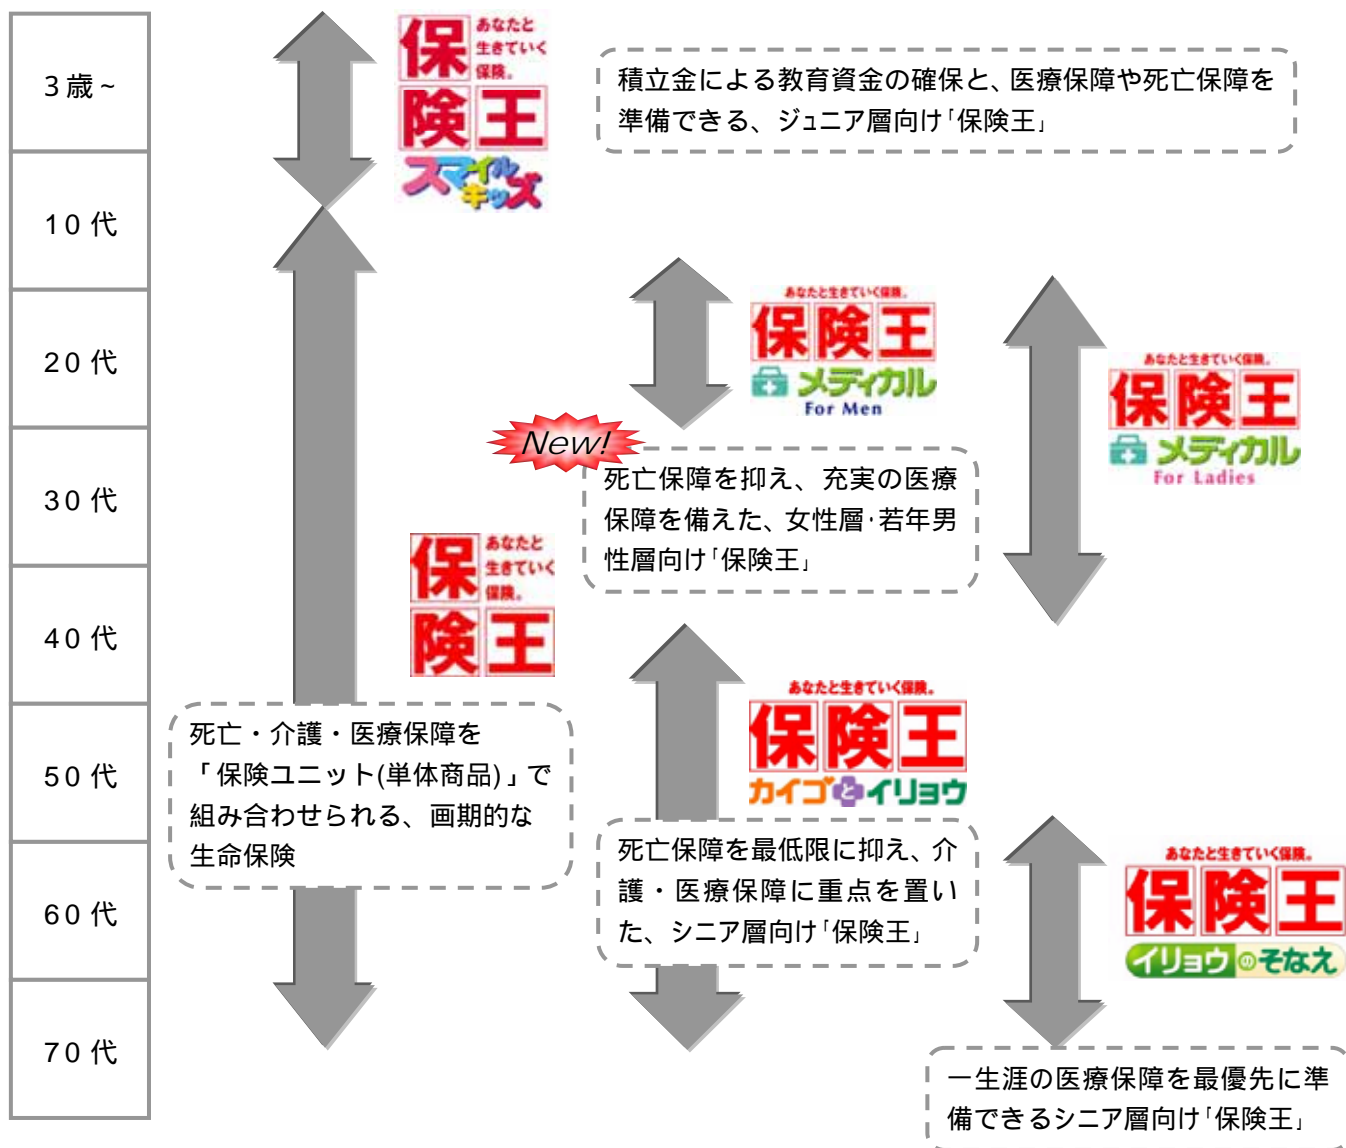 3歳~
10代
20代
30代
40代
50代
60代
70代
保
あなたと
生きていく
保険。
険王
スマイル
キッズ
積立金による教育資金の確保と、医療保障や死亡保障を
準備できる、ジュニア層向け「保険王」
あなたと生きていく保険。
保険王
メディカル
For Men
あなたと生きていく保険。
保険王
メディカル
For Ladies
New!
死亡保障を抑え、充実の医療
保障を備えた、女性層・若年男
性層向け「保険王」
保
あなたと
生きていく
保険。
険王
死亡・介護・医療保障を
「保険ユニット(単体商品)」で
組み合わせられる、画期的な
生命保険
あなたと生きていく保険。
保険王
カイゴとイリョウ
死亡保障を最低限に抑え、介
護・医療保障に重点を置い
た、シニア層向け「保険王」
あなたと生きていく保険。
保険王
イリョウのそなえ
一生涯の医療保障を最優先に準
備できるシニア層向け「保険王」